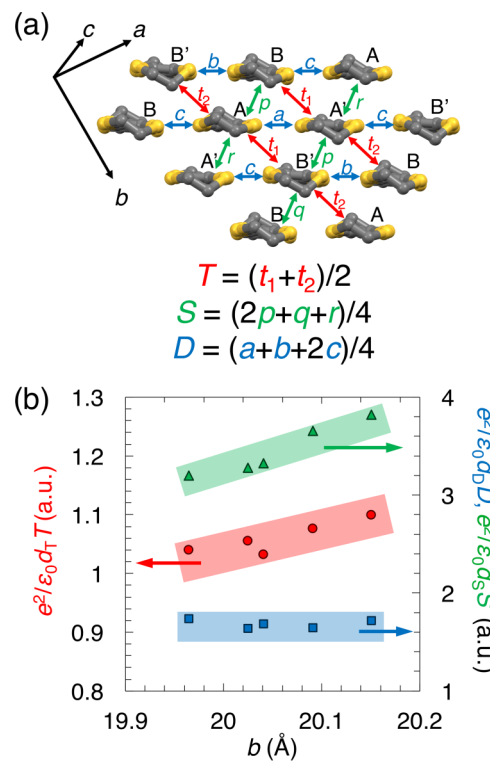 (a)
c a B' b B c A
t2 p t1 r
B c A a A' c B'
A' r c t1 B' p b B t2
B q t2 A
b
T = (t1+t2)/2
S = (2p+q+r)/4
D = (a+b+2c)/4
(b)
1.3 4
1.2
3
1.1
1
2
0.9
0.8 1
19.9 20 20.1 20.2
b (Å)
e²/ε0dTT (a.u.)
e²/ε0dDD, e²/ε0dSS (a.u.)